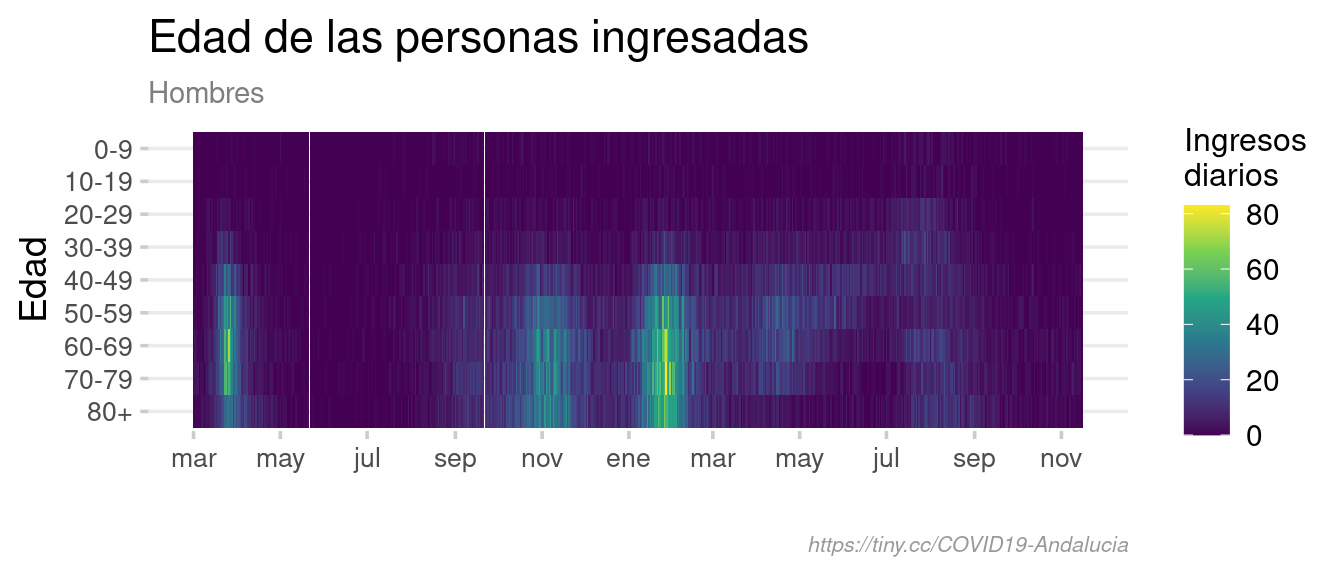 Edad de las personas ingresadas
Hombres
Edad
0-9
10-19
20-29
30-39
40-49
50-59
60-69
70-79
80+
mar may jul sep nov ene mar may jul sep nov
Ingresos
diarios
80
60
40
20
0
https://tiny.cc/COVID19-Andalucia